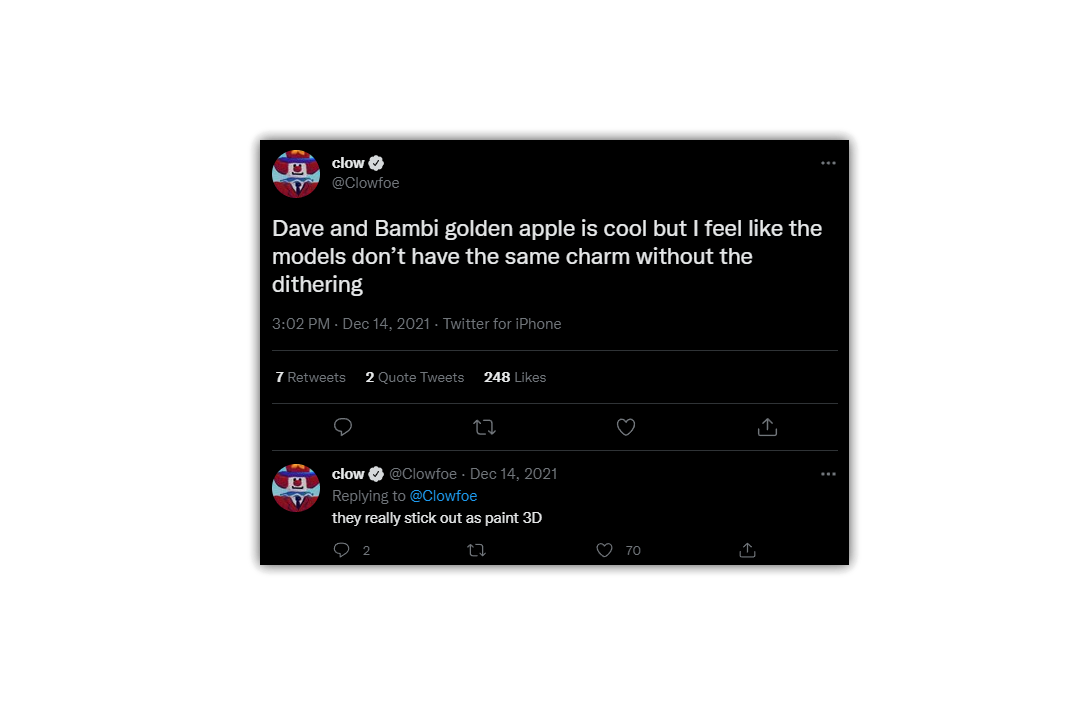 clow
@Clowfoe
Dave and Bambi golden apple is cool but I feel like the
models don’t have the same charm without the
dithering
3:02 PM · Dec 14, 2021 · Twitter for iPhone
7 Retweets 2 Quote Tweets 248 Likes
clow @Clowfoe · Dec 14, 2021
Replying to @Clowfoe
they really stick out as paint 3D
2 70